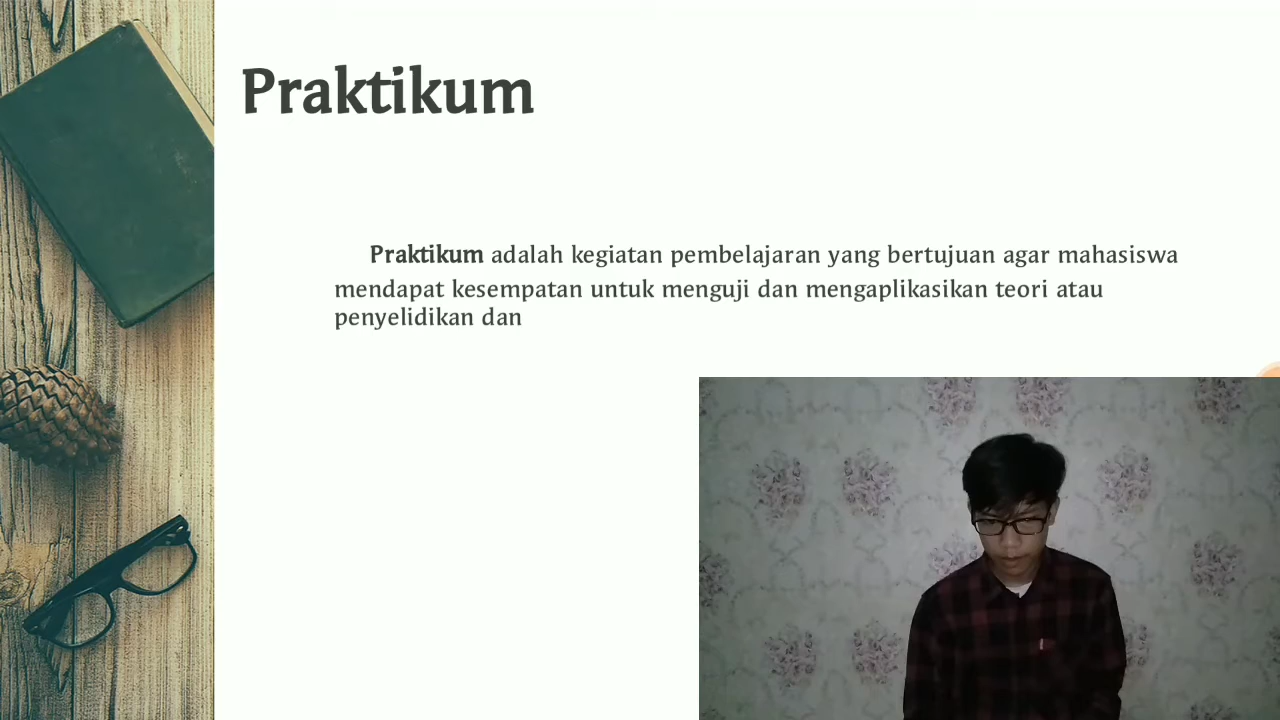 Praktikum
Praktikum adalah kegiatan pembelajaran yang bertujuan agar mahasiswa
mendapat kesempatan untuk menguji dan mengaplikasikan teori atau
penyelidikan dan